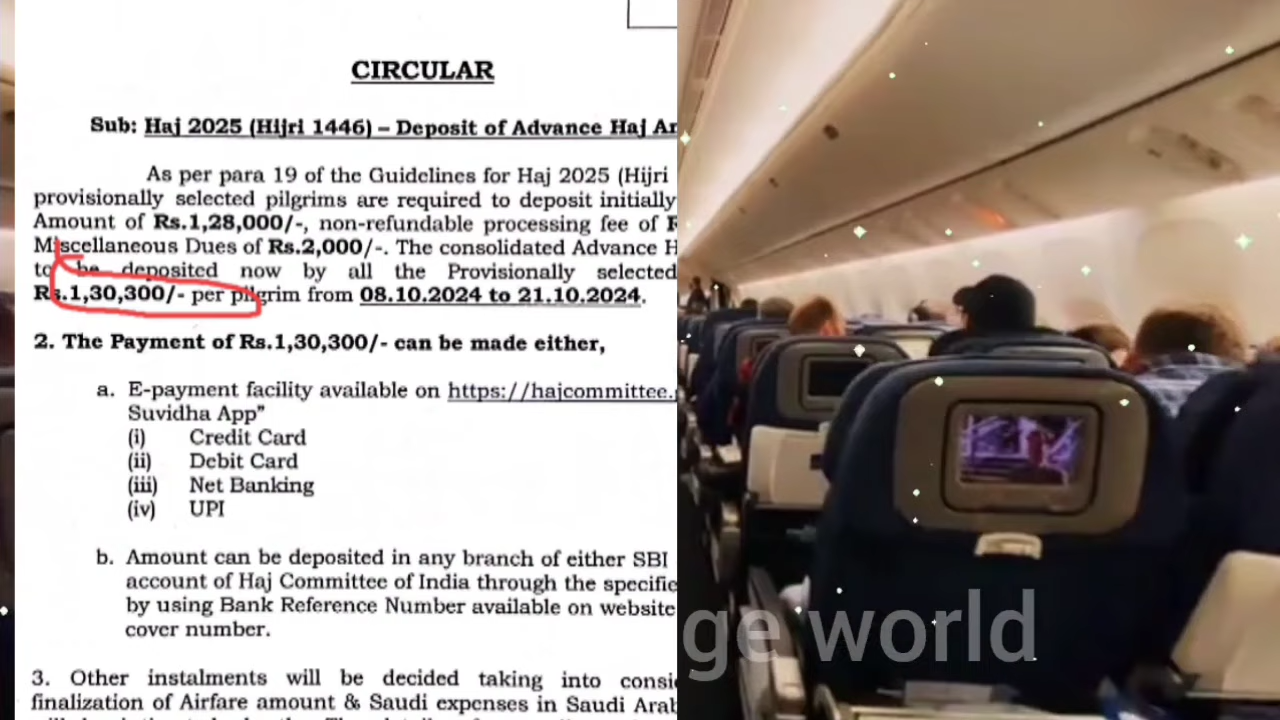 CIRCULAR
Sub: Haj 2025 (Hijri 1446) – Deposit of Advance Haj
As per para 19 of the Guidelines for Haj 2025 (Hijri
provisionally selected pilgrims are required to deposit initially
Amount of Rs.1,28,000/-, non-refundable processing fee of
Miscellaneous Dues of Rs.2,000/-. The consolidated Advance
to be deposited now by all the Provisionally selected
Rs.1,30,300/- per pilgrim from 08.10.2024 to 21.10.2024.
2. The Payment of Rs.1,30,300/- can be made either,
a. E-payment facility available on https://hajcommittee.
Suvidha App"
(i) Credit Card
(ii) Debit Card
(iii) Net Banking
(iv) UPI
b. Amount can be deposited in any branch of either SBI
account of Haj Committee of India through the
by using Bank Reference Number available on website
cover number.
3. Other instalments will be decided taking into
finalization of Airfare amount & Saudi expenses in Saudi
ge world